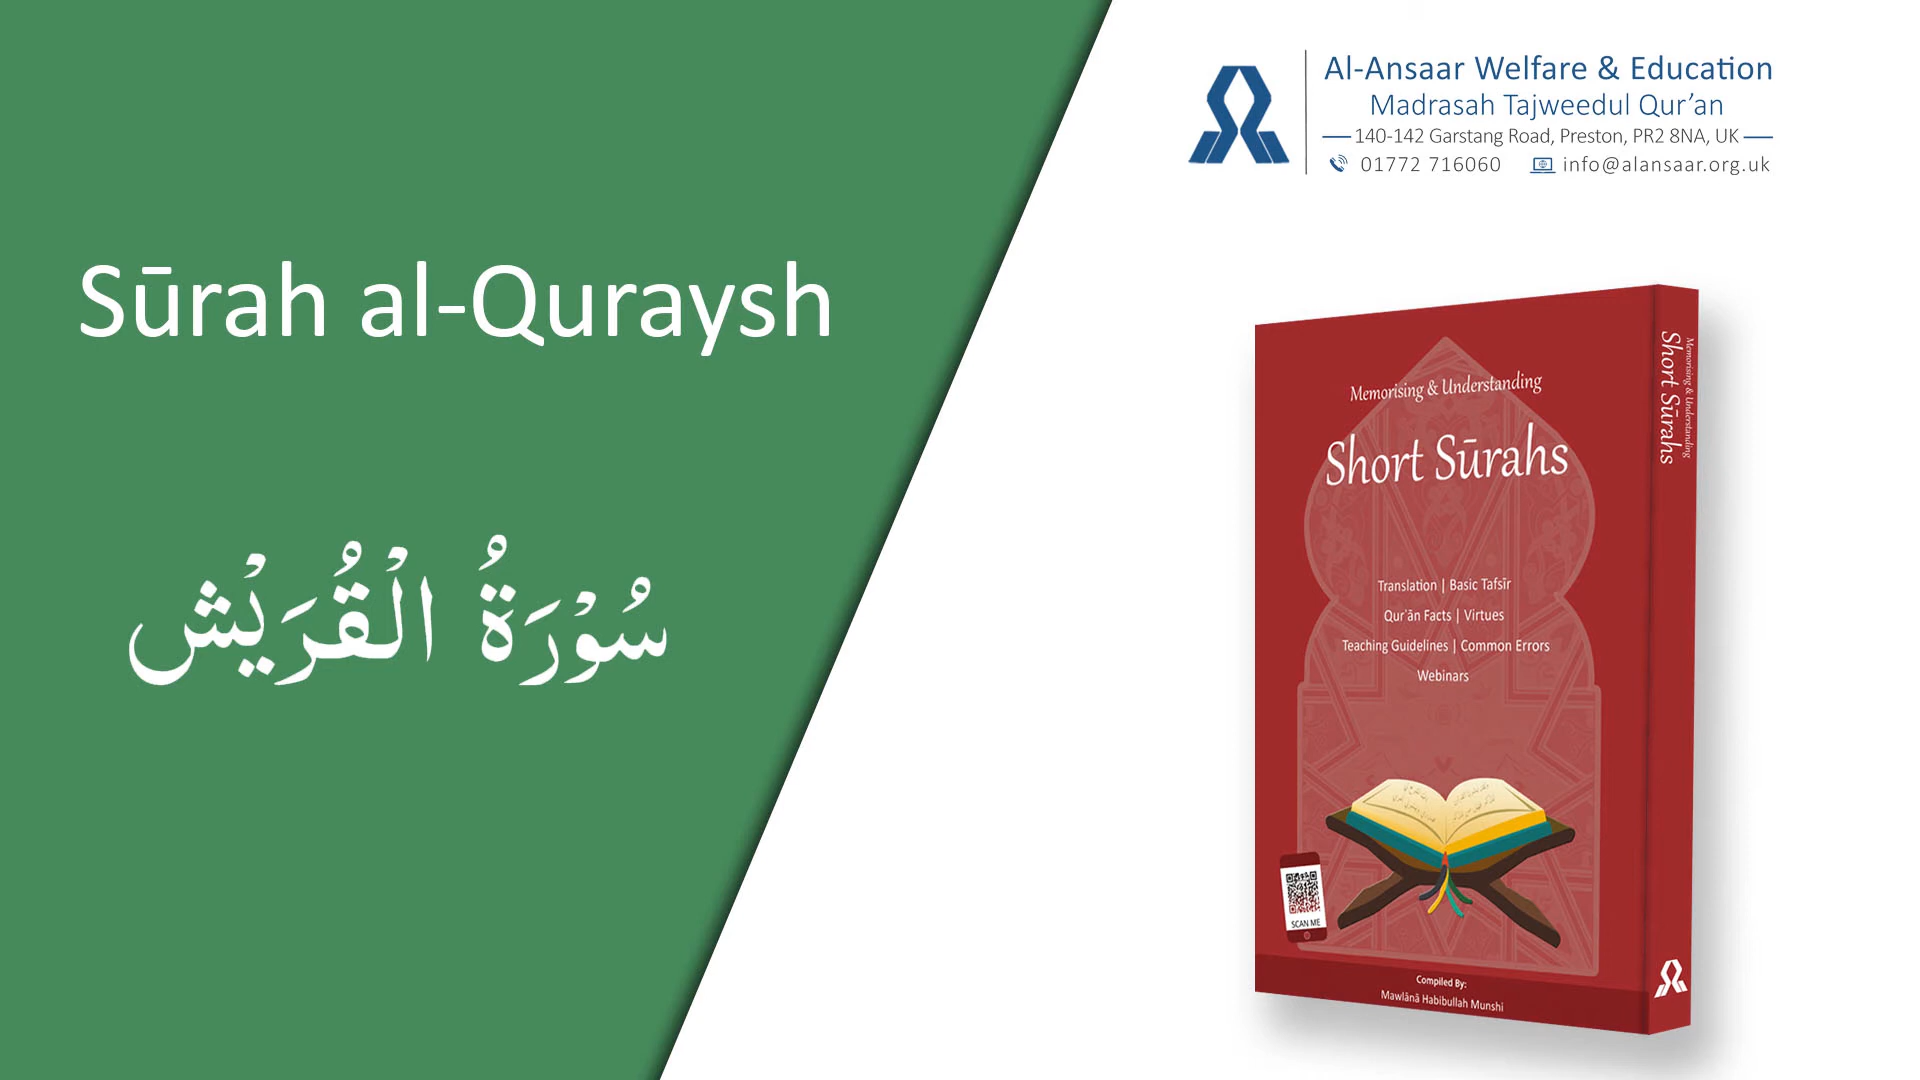 Sūrah al-Quraysh
سُوْرَةُ الْقُرَيْش
Al-Ansaar Welfare & Education
Madrasah Tajweedul Qur’an
140-142 Garstang Road, Preston, PR2 8NA, UK
01772 716060 info@alansaar.org.uk
Memorising & Understanding
Short Sūrahs
Translation | Basic Tafsīr
Qur'ān Facts | Virtues
Teaching Guidelines | Common Errors
Webinars
SCAN ME
Compiled By:
Mawlānā Habibullah Munshi
Memorising & Understanding
Short Sūrahs